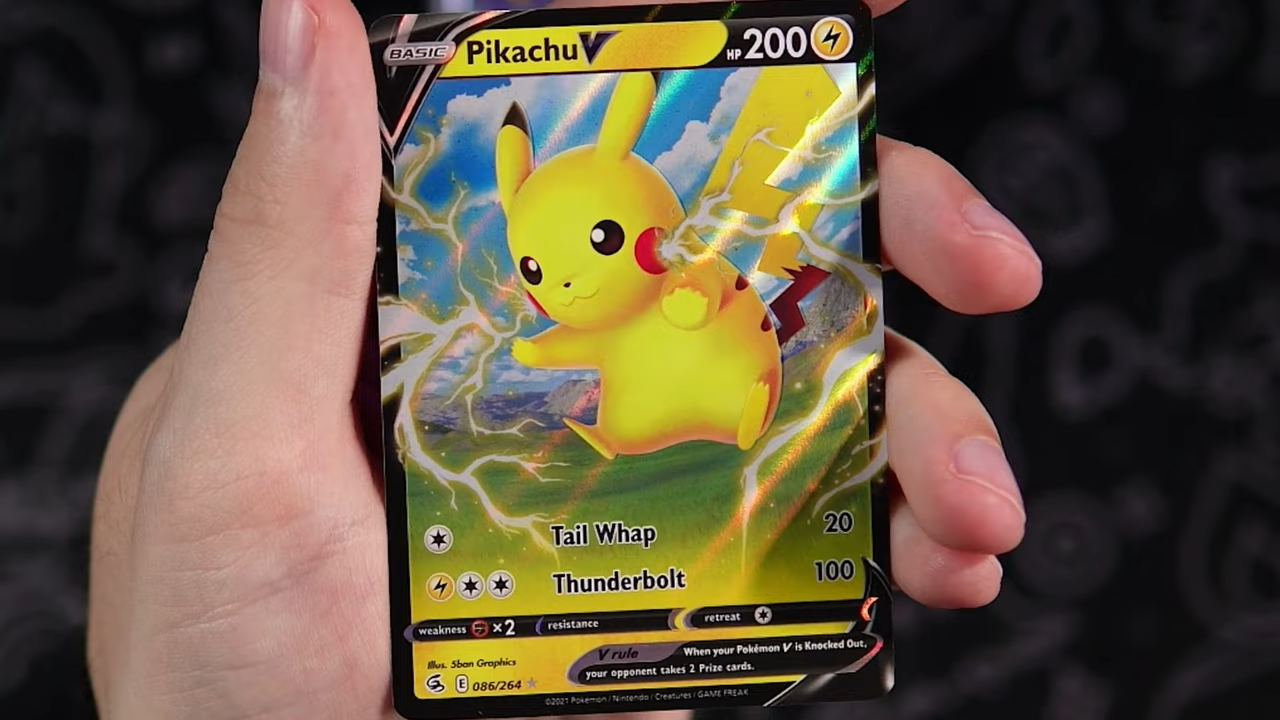 BASIC Pikachu V HP 200
Tail Whap 20
Thunderbolt 100
weakness ×2 resistance retreat
Illus. 5ban Graphics
V rule When your Pokémon V is Knocked Out,
your opponent takes 2 Prize cards.
E 086/264
©2021 Pokémon / Nintendo / Creatures / GAME FREAK